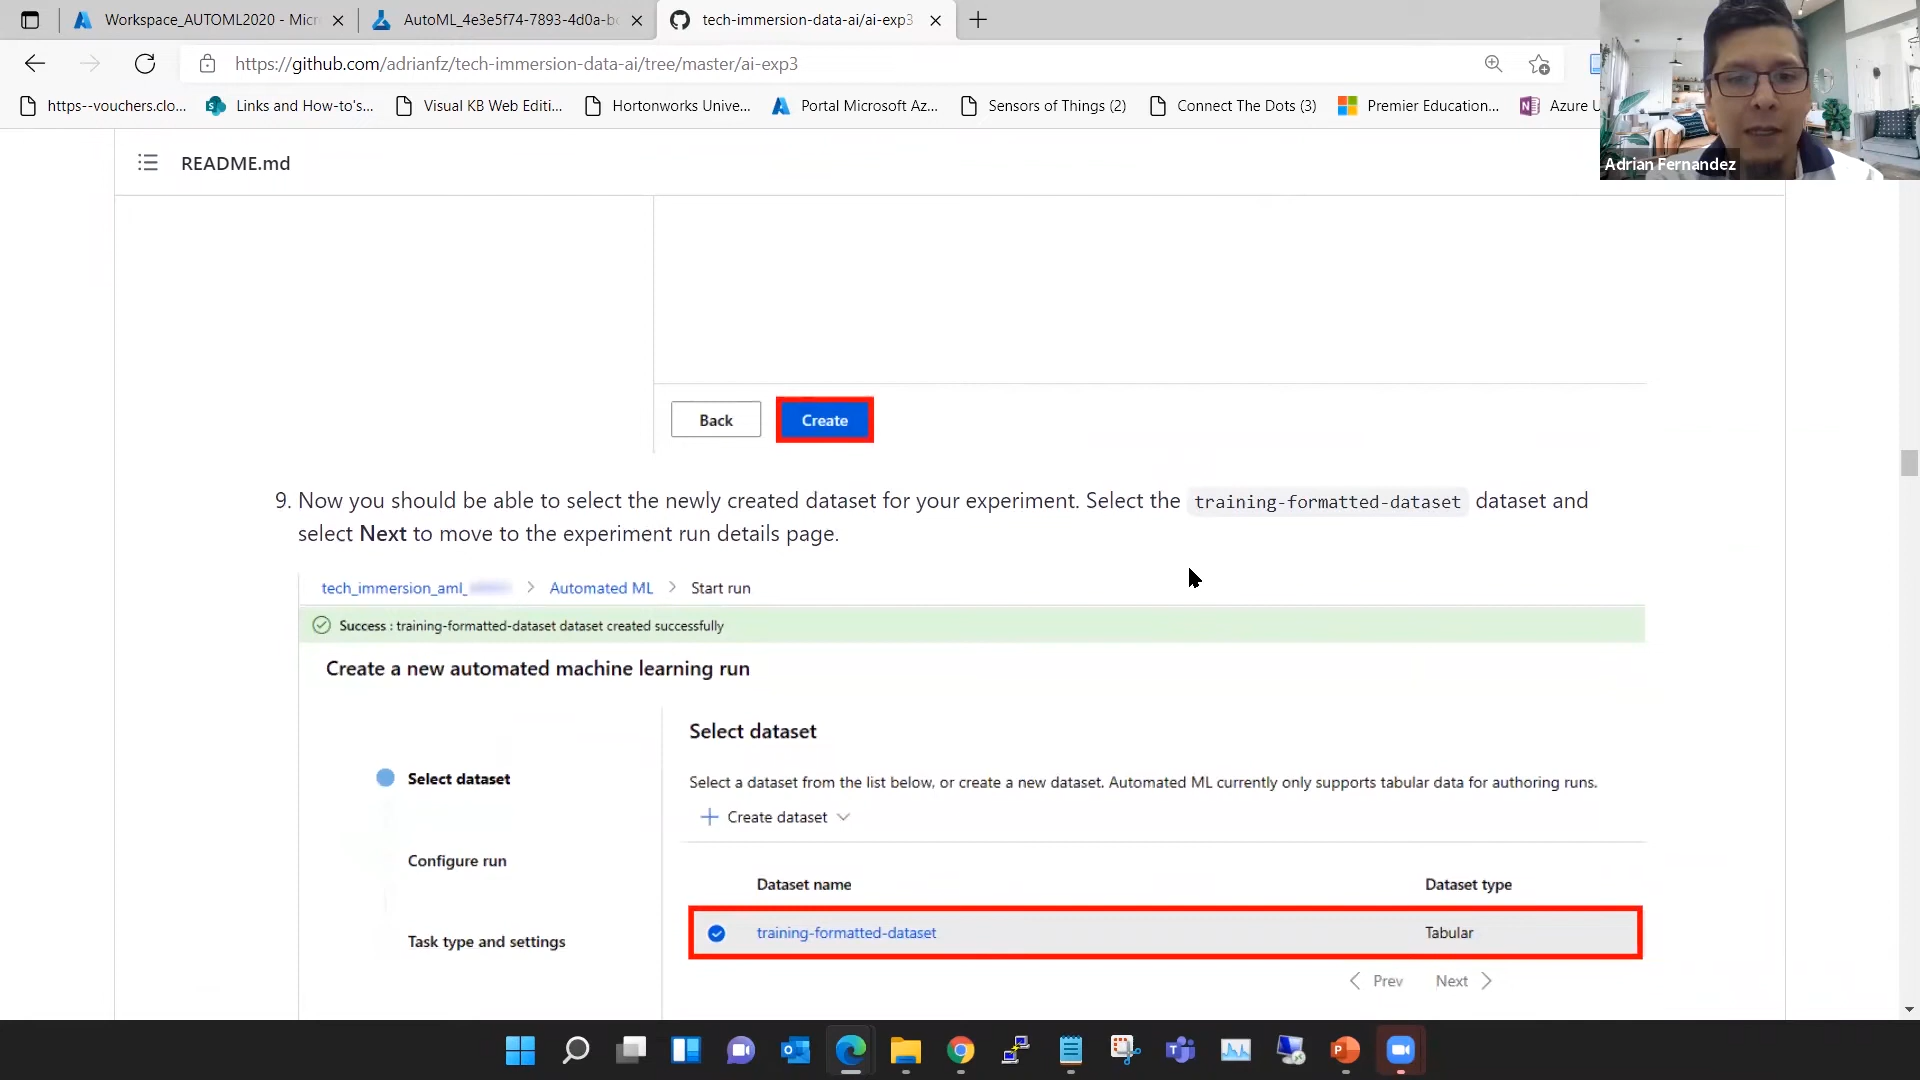 Workspace_AUTOML2020 - Micr
AutoML_4e3e5f74-7893-4d0a-bc
tech-immersion-data-ai/ai-exp3
https://github.com/adrianfz/tech-immersion-data-ai/tree/master/ai-exp3
https--vouchers.clo...
Links and How-to's...
Visual KB Web Editi...
Hortonworks Unive...
Portal Microsoft Az...
Sensors of Things (2)
Connect The Dots (3)
Premier Education...
Azure U
Adrian Fernandez
README.md
Back
Create
9. Now you should be able to select the newly created dataset for your experiment. Select the training-formatted-dataset dataset and
select Next to move to the experiment run details page.
tech_immersion_aml_ > Automated ML > Start run
Success : training-formatted-dataset dataset created successfully
Create a new automated machine learning run
Select dataset
Select dataset
Select a dataset from the list below, or create a new dataset. Automated ML currently only supports tabular data for authoring runs.
+ Create dataset
Configure run
Dataset name
Dataset type
training-formatted-dataset
Tabular
Task type and settings
< Prev
Next >